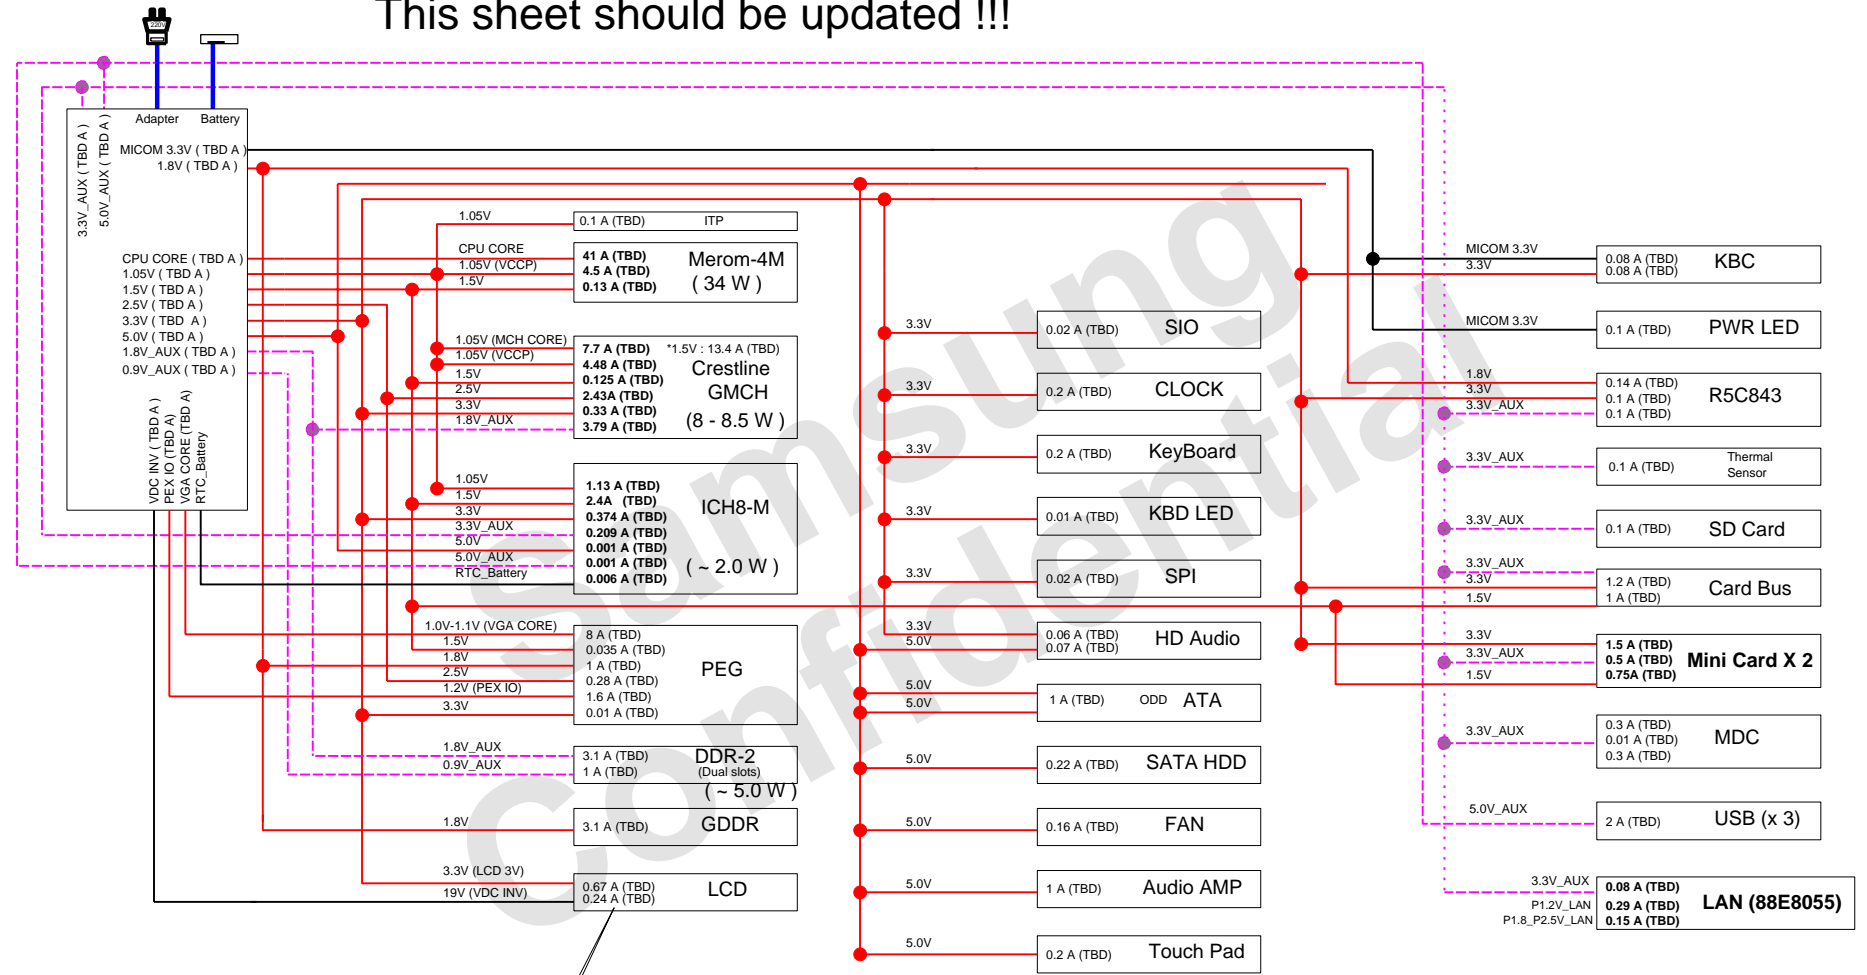 This sheet should be updated !!!
220V
Adapter
Battery
3.3V_AUX ( TBD A )
5.0V_AUX ( TBD A )
MICOM 3.3V ( TBD A )
1.8V ( TBD A )
CPU CORE ( TBD A )
1.05V ( TBD A )
1.5V ( TBD A )
2.5V ( TBD A )
3.3V ( TBD A )
5.0V ( TBD A )
1.8V_AUX ( TBD A )
0.9V_AUX ( TBD A )
VDC INV ( TBD A )
PEX IO (TBD A)
VGA CORE (TBD A)
RTC_Battery
1.05V
0.1 A (TBD)
ITP
CPU CORE
1.05V (VCCP)
1.5V
41 A (TBD)
4.5 A (TBD)
0.13 A (TBD)
Merom-4M
( 34 W )
1.05V (MCH CORE)
1.05V (VCCP)
1.5V
2.5V
3.3V
1.8V_AUX
7.7 A (TBD)
4.48 A (TBD)
0.125 A (TBD)
2.43A (TBD)
0.33 A (TBD)
3.79 A (TBD)
*1.5V : 13.4 A (TBD)
Crestline
GMCH
(8 - 8.5 W )
1.05V
1.5V
3.3V
3.3V_AUX
5.0V
5.0V_AUX
RTC_Battery
1.13 A (TBD)
2.4A (TBD)
0.374 A (TBD)
0.209 A (TBD)
0.001 A (TBD)
0.001 A (TBD)
0.006 A (TBD)
ICH8-M
( ~ 2.0 W )
1.0V-1.1V (VGA CORE)
1.5V
1.8V
2.5V
1.2V (PEX IO)
3.3V
8 A (TBD)
0.035 A (TBD)
1 A (TBD)
0.28 A (TBD)
1.6 A (TBD)
0.01 A (TBD)
PEG
1.8V_AUX
0.9V_AUX
3.1 A (TBD)
1 A (TBD)
DDR-2
(Dual slots)
( ~ 5.0 W )
1.8V
3.1 A (TBD)
GDDR
3.3V (LCD 3V)
19V (VDC INV)
0.67 A (TBD)
0.24 A (TBD)
LCD
3.3V
0.02 A (TBD)
SIO
3.3V
0.2 A (TBD)
CLOCK
3.3V
0.2 A (TBD)
KeyBoard
3.3V
0.01 A (TBD)
KBD LED
3.3V
0.02 A (TBD)
SPI
3.3V
5.0V
0.06 A (TBD)
0.07 A (TBD)
HD Audio
5.0V
5.0V
1 A (TBD)
ODD ATA
5.0V
0.22 A (TBD)
SATA HDD
5.0V
0.16 A (TBD)
FAN
5.0V
1 A (TBD)
Audio AMP
5.0V
0.2 A (TBD)
Touch Pad
MICOM 3.3V
3.3V
0.08 A (TBD)
0.08 A (TBD)
KBC
MICOM 3.3V
0.1 A (TBD)
PWR LED
1.8V
3.3V
3.3V_AUX
0.14 A (TBD)
0.1 A (TBD)
0.1 A (TBD)
R5C843
3.3V_AUX
0.1 A (TBD)
Thermal
Sensor
3.3V_AUX
0.1 A (TBD)
SD Card
3.3V_AUX
3.3V
1.5V
1.2 A (TBD)
1 A (TBD)
Card Bus
3.3V
3.3V_AUX
1.5V
1.5 A (TBD)
0.5 A (TBD)
0.75A (TBD)
Mini Card X 2
3.3V_AUX
0.3 A (TBD)
0.01 A (TBD)
0.3 A (TBD)
MDC
5.0V_AUX
2 A (TBD)
USB (x 3)
3.3V_AUX
P1.2V_LAN
P1.8_P2.5V_LAN
0.08 A (TBD)
0.29 A (TBD)
0.15 A (TBD)
LAN (88E8055)
Samsung
Confidential